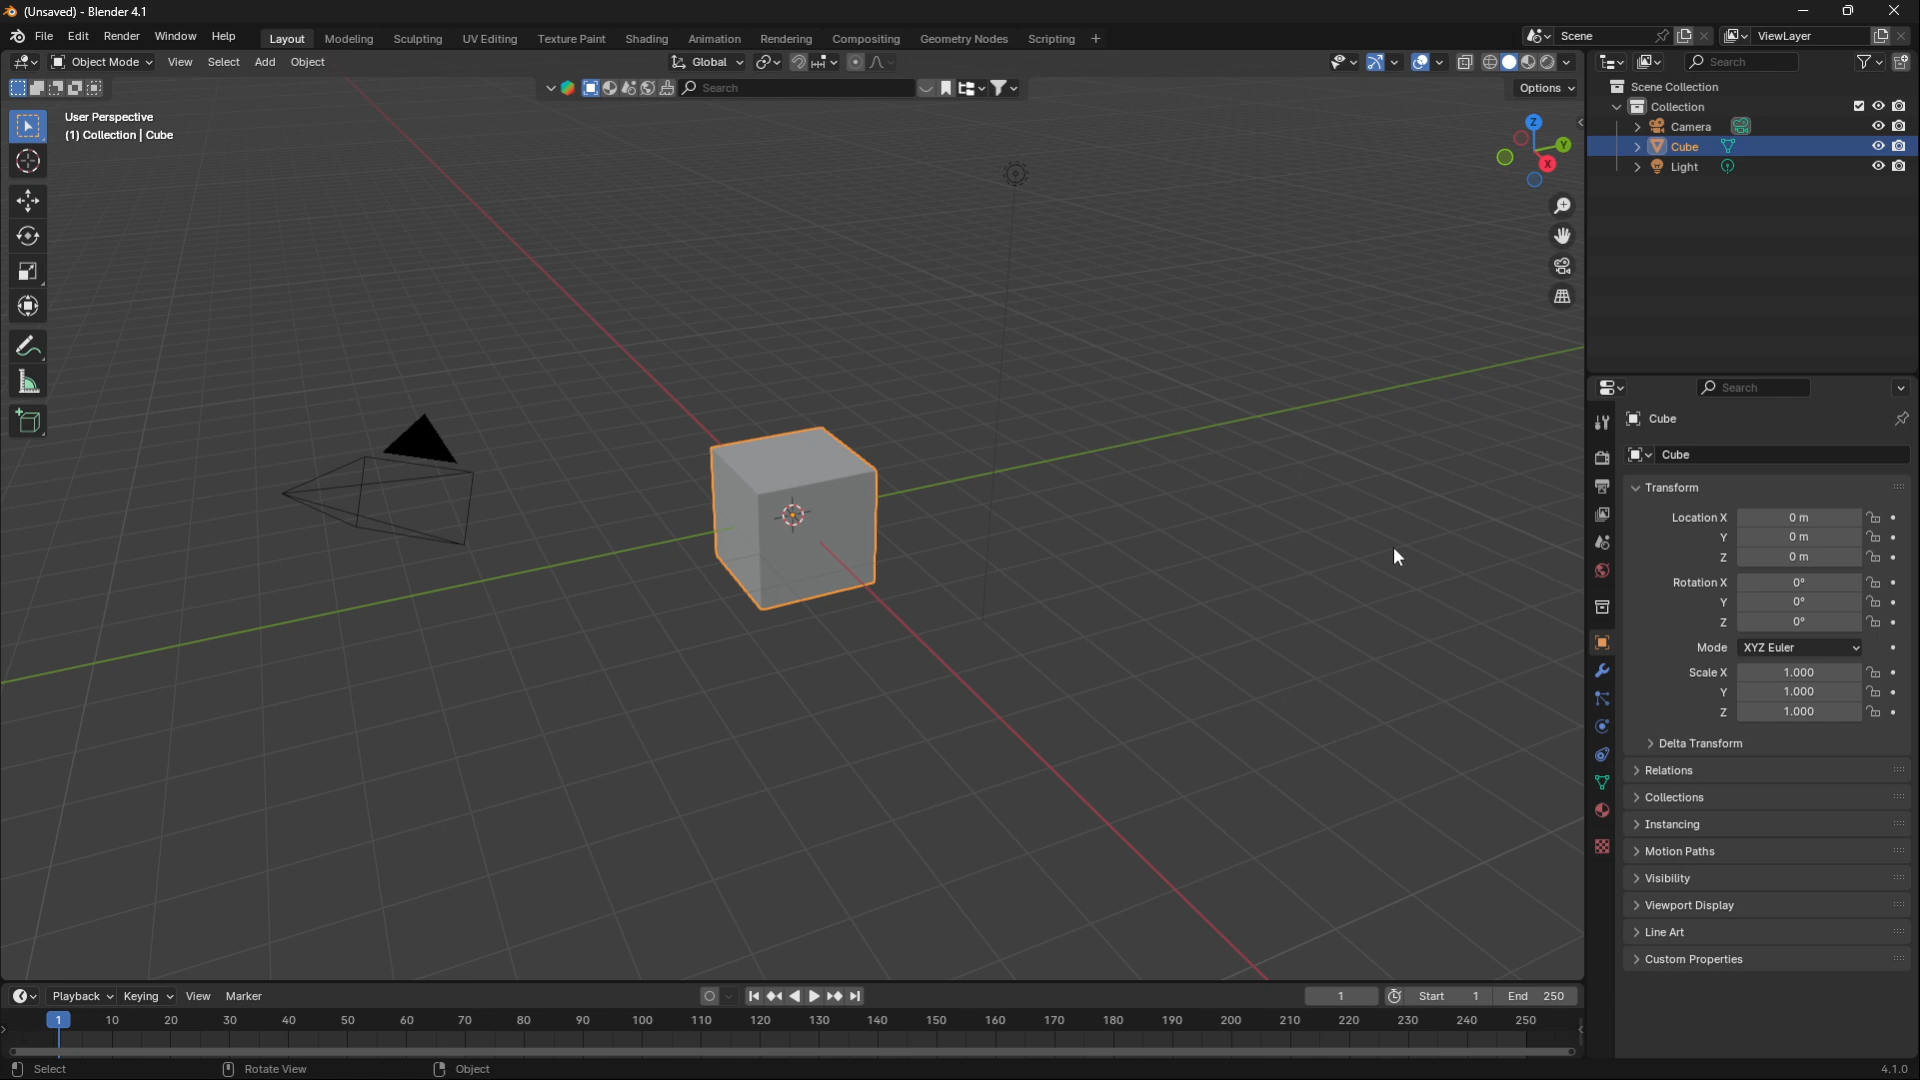 (Unsaved) - Blender 4.1
File Edit Render Window Help Layout Modeling Sculpting UV Editing Texture Paint Shading Animation Rendering Compositing Geometry Nodes Scripting + Scene ViewLayer
Object Mode View Select Add Object Global Search
Search Options
User Perspective
(1) Collection | Cube
Z
Y
X
Scene Collection
Collection
Camera
Cube
Light
Search
Cube
Cube
Transform
Location X 0 m
Y 0 m
Z 0 m
Rotation X 0°
Y 0°
Z 0°
Mode XYZ Euler
Scale X 1.000
Y 1.000
Z 1.000
Delta Transform
Relations
Collections
Instancing
Motion Paths
Visibility
Viewport Display
Line Art
Custom Properties
Playback Keying View Marker 1 Start 1 End 250
1 10 20 30 40 50 60 70 80 90 100 110 120 130 140 150 160 170 180 190 200 210 220 230 240 250
Select Rotate View Object 4.1.0